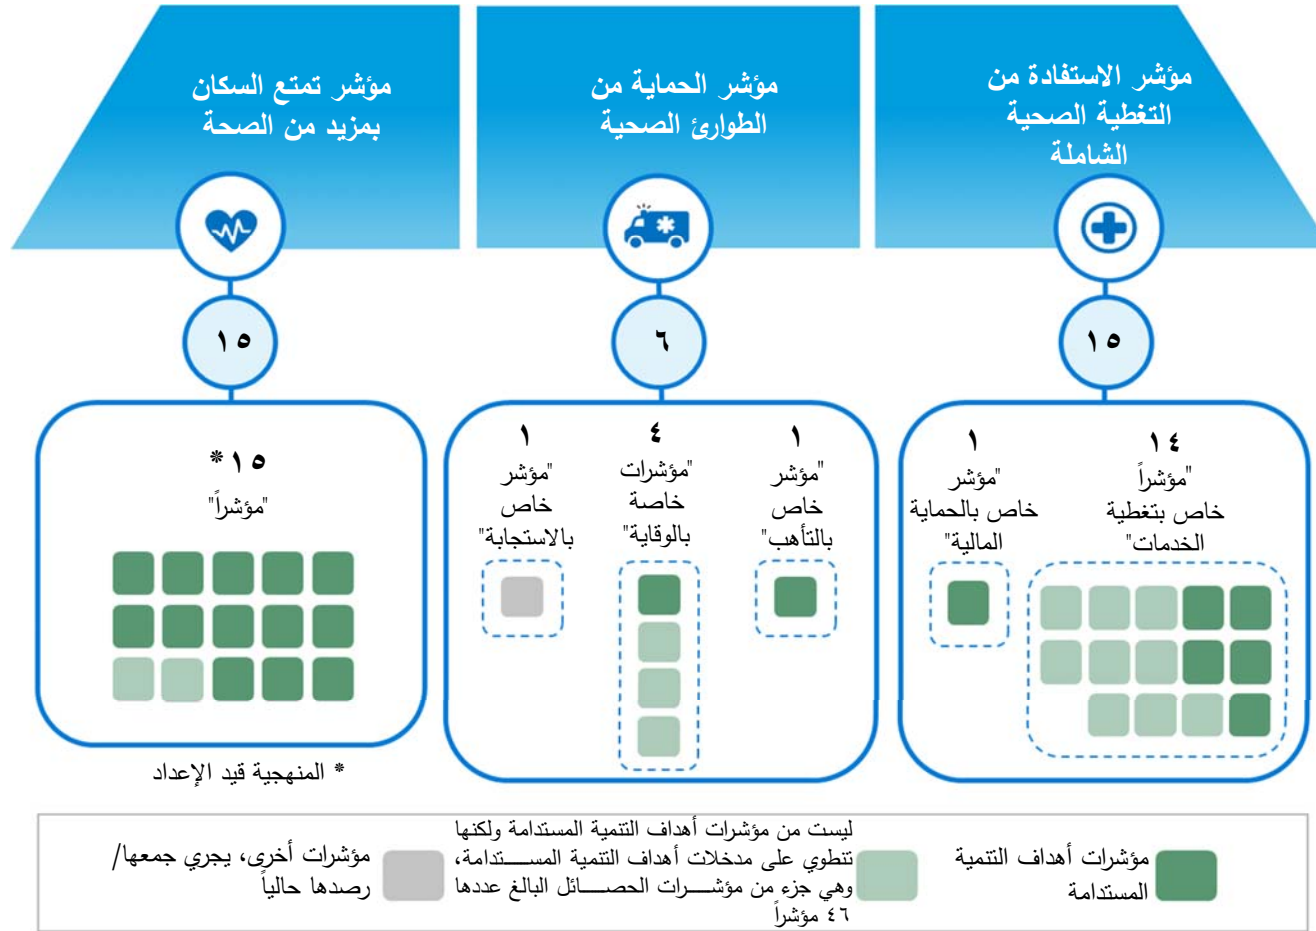 مؤشر الاستفادة من
التغطية الصحية
الشاملة
مؤشر الحماية من
الطوارئ الصحية
مؤشر تمتع السكان
بمزيد من الصحة
١٥
٦
١٥
١٤
"مؤشراً
خاص بتغطية
الخدمات"
١
"مؤشر
خاص بالحماية
المالية"
١
"مؤشر
خاص
بالتأهب"
٤
"مؤشرات
خاصة
بالوقاية"
١
"مؤشر
خاص
بالاستجابة"
١٥*
"مؤشراً"
* المنهجية قيد الإعداد
مؤشرات أهداف التنمية
المستدامة
ليست من مؤشرات أهداف التنمية المستدامة ولكنها
تنطوي على مدخلات أهداف التنمية المستدامة،
وهي جزء من مؤشرات الحصائل البالغ عددها
٤٦ مؤشراً
مؤشرات أخرى، يجري جمعها/
رصدها حالياً